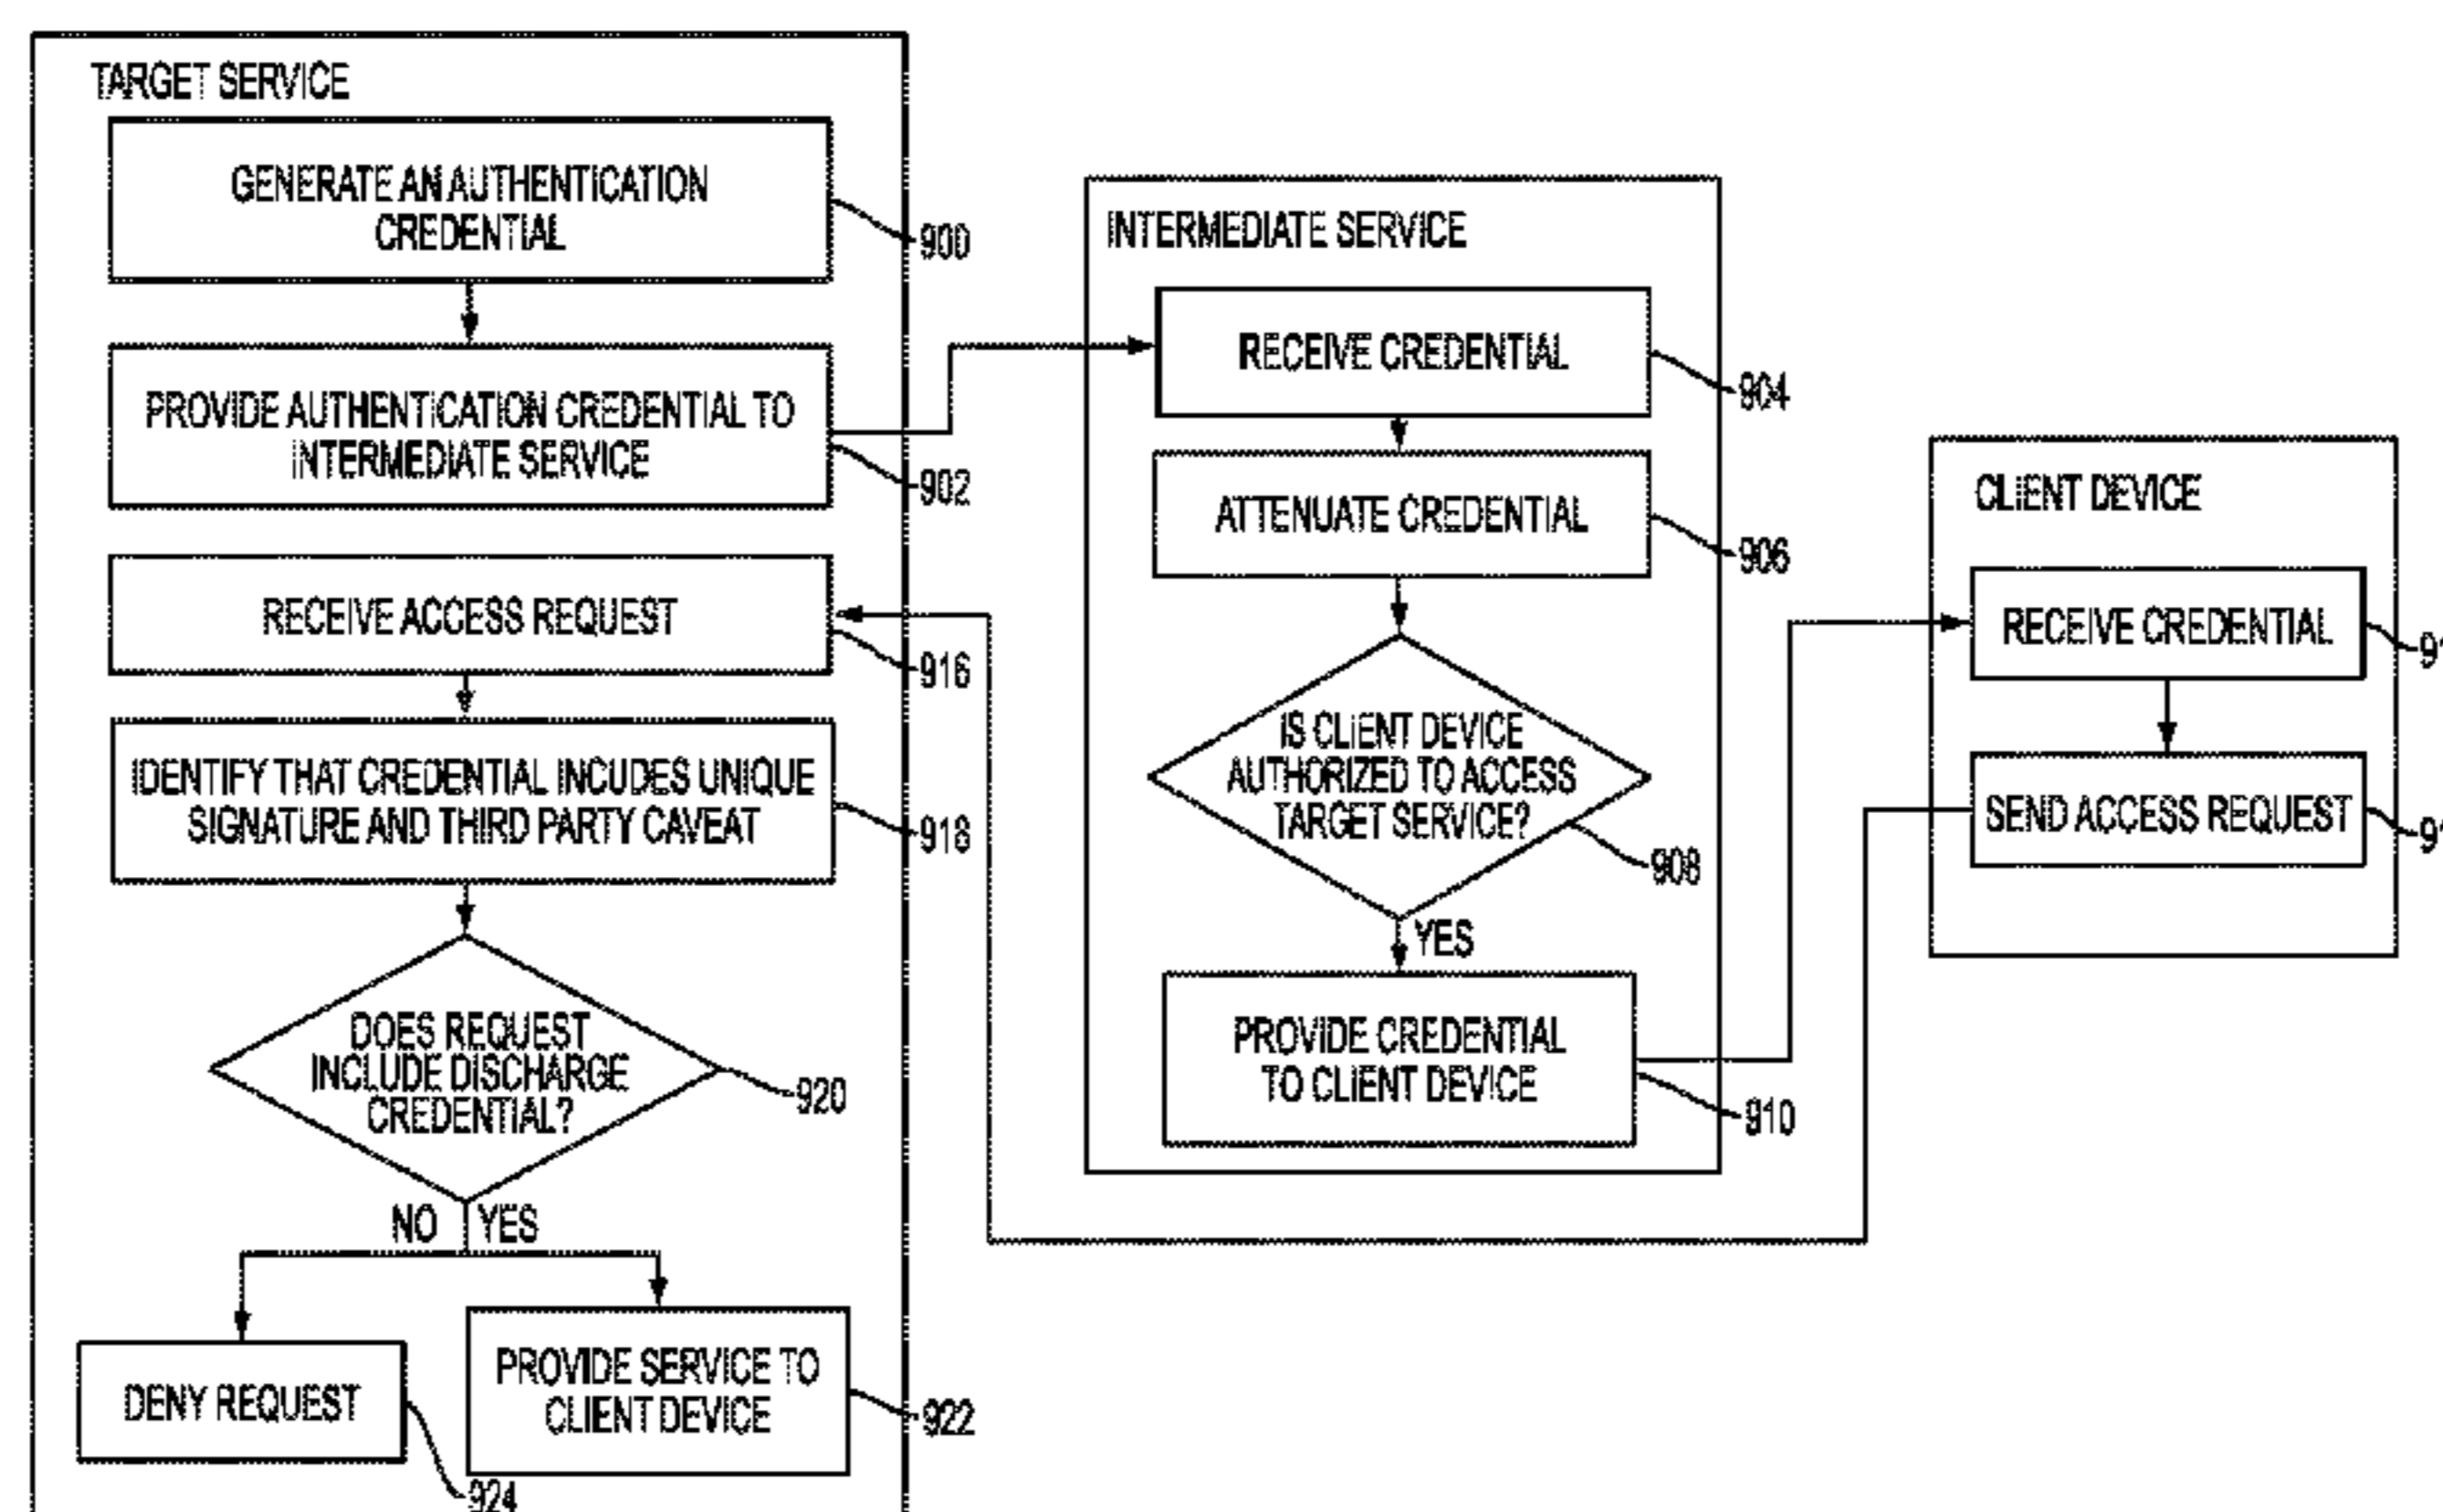 TARGET SERVICE
GENERATE AN AUTHENTICATION
CREDENTIAL
900
PROVIDE AUTHENTICATION CREDENTIAL TO
INTERMEDIATE SERVICE
902
RECEIVE ACCESS REQUEST
916
IDENTIFY THAT CREDENTIAL INCUDES UNIQUE
SIGNATURE AND THIRD PARTY CAVEAT
918
DOES REQUEST
INCLUDE DISCHARGE
CREDENTIAL?
920
NO
YES
DENY REQUEST
924
PROVIDE SERVICE TO
CLIENT DEVICE
922
INTERMEDIATE SERVICE
RECEIVE CREDENTIAL
904
ATTENUATE CREDENTIAL
906
IS CLIENT DEVICE
AUTHORIZED TO ACCESS
TARGET SERVICE?
908
YES
PROVIDE CREDENTIAL
TO CLIENT DEVICE
910
CLIENT DEVICE
RECEIVE CREDENTIAL
SEND ACCESS REQUEST